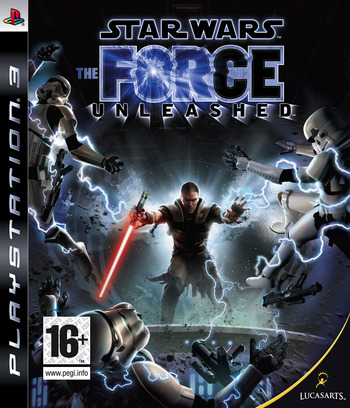 PLAYSTATION 3
STAR WARS
THE FORCE
UNLEASHED
16+
www.pegi.info
LUCASARTS